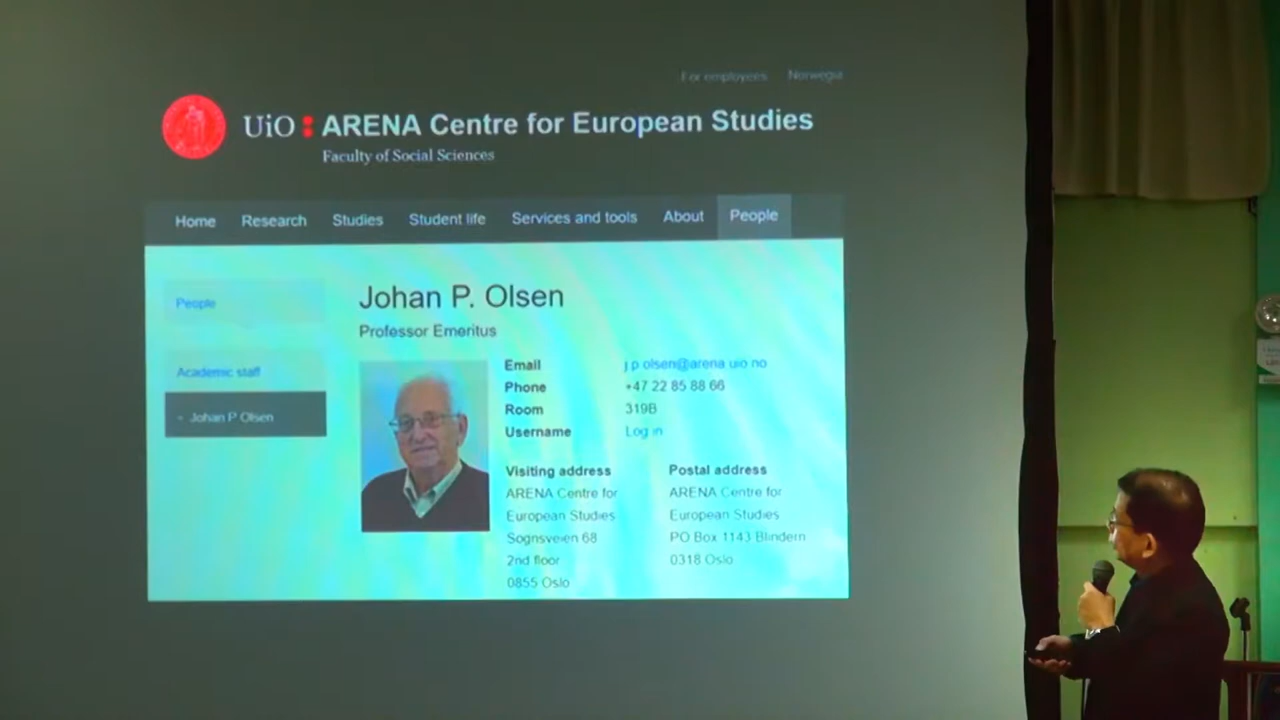 For employees Norwegia
UiO : ARENA Centre for European Studies
Faculty of Social Sciences
Home Research Studies Student life Services and tools About People
People
Academic staff
- Johan P Olsen
Johan P. Olsen
Professor Emeritus
Email j p olsen@arena uio no
Phone +47 22 85 88 66
Room 319B
Username Log in
Visiting address
ARENA Centre for
European Studies
Sognsveien 68
2nd floor
0855 Oslo
Postal address
ARENA Centre for
European Studies
PO Box 1143 Blindern
0318 Oslo